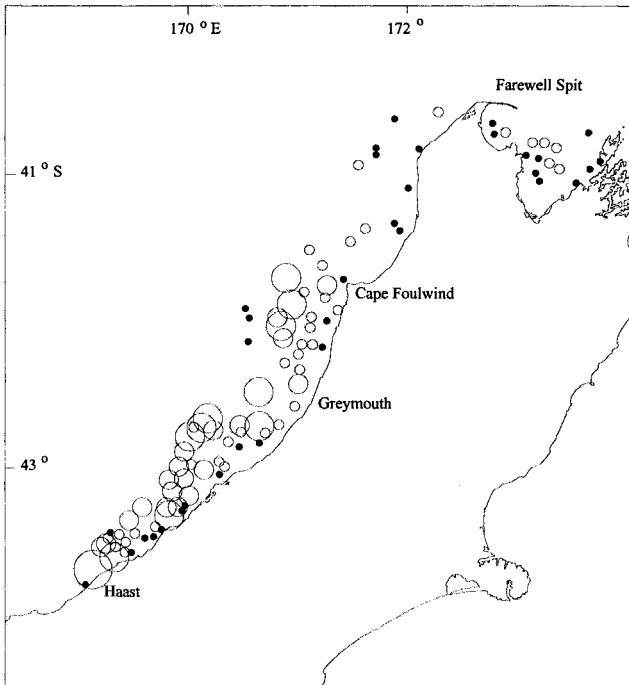 170 ° E
172 °
Farewell Spit
41 ° S
Cape Foulwind
Greymouth
43 °
Haast